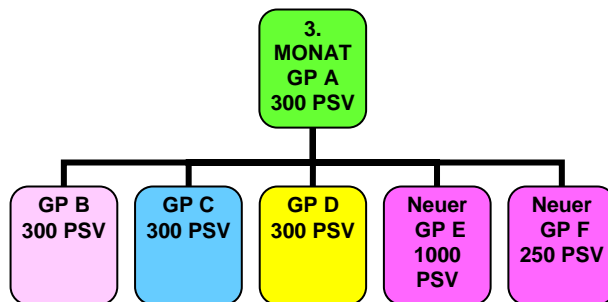 3.
MONAT
GP A
300 PSV
GP B
300 PSV
GP C
300 PSV
GP D
300 PSV
Neuer
GP E
1000
PSV
Neuer
GP F
250 PSV